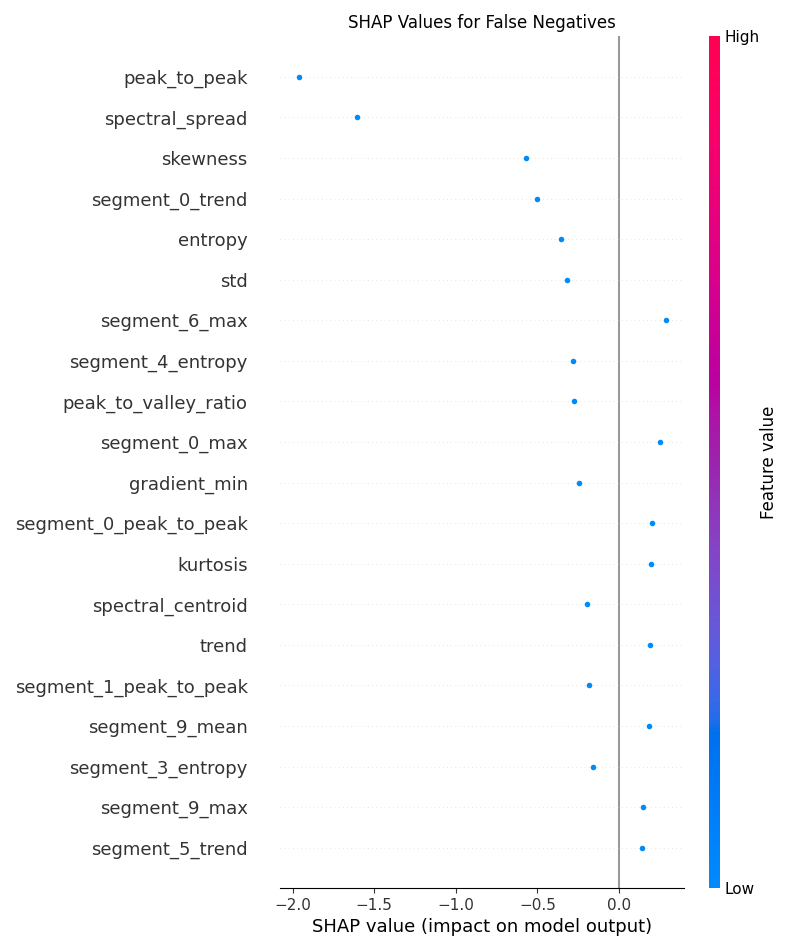 SHAP Values for False Negatives
High
peak_to_peak
spectral_spread
skewness
segment_0_trend
entropy
std
segment_6_max
segment_4_entropy
peak_to_valley_ratio
segment_0_max
gradient_min
segment_0_peak_to_peak
kurtosis
spectral_centroid
trend
segment_1_peak_to_peak
segment_9_mean
segment_3_entropy
segment_9_max
segment_5_trend
Feature value
Low
−2.0 −1.5 −1.0 −0.5 0.0
SHAP value (impact on model output)